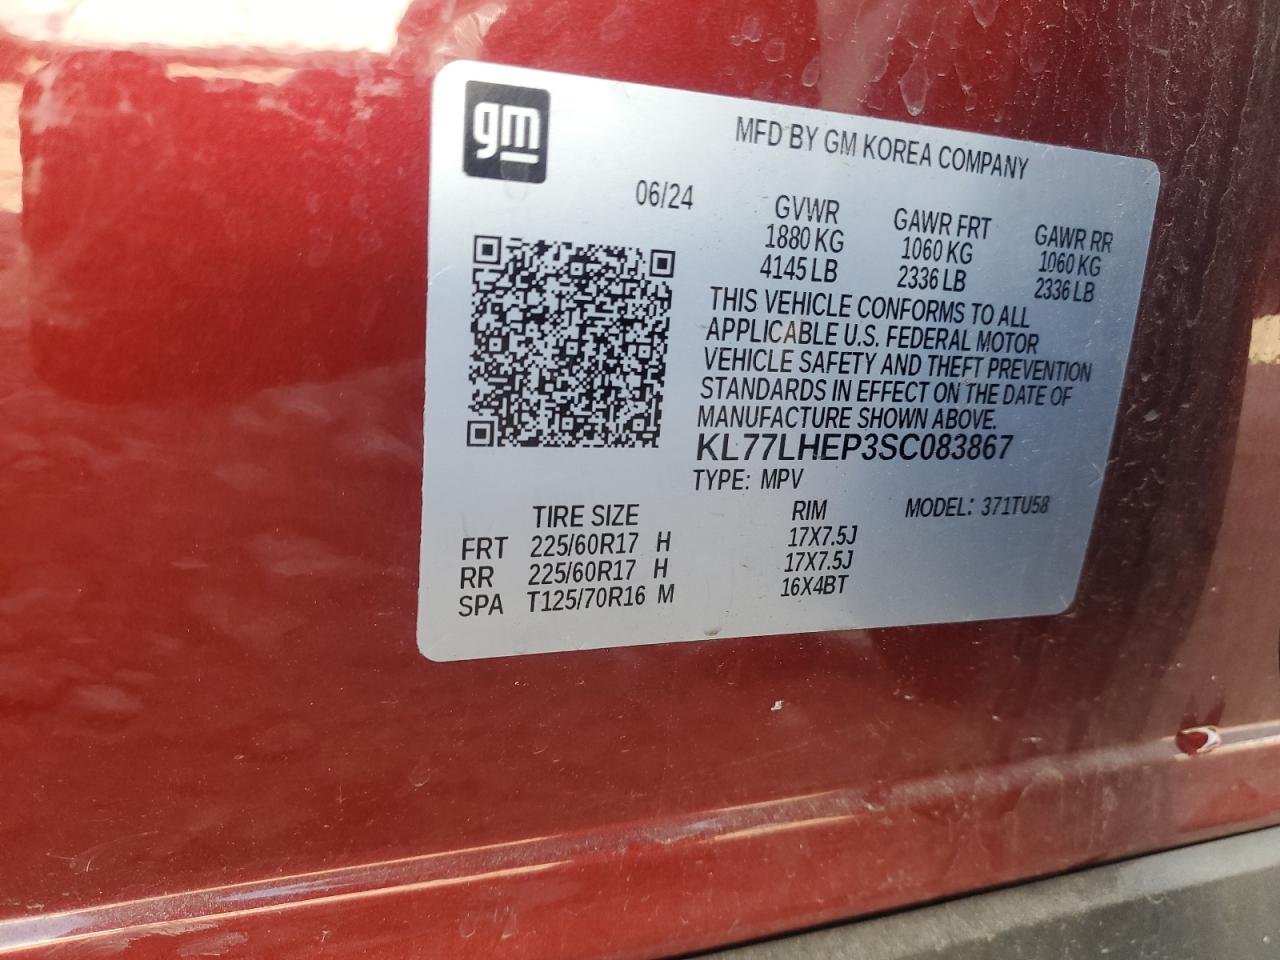 gm
MFD BY GM KOREA COMPANY
06/24
GVWR GAWR FRT GAWR RR
1880 KG 1060 KG 1060 KG
4145 LB 2336 LB 2336 LB
THIS VEHICLE CONFORMS TO ALL
APPLICABLE U.S. FEDERAL MOTOR
VEHICLE SAFETY AND THEFT PREVENTION
STANDARDS IN EFFECT ON THE DATE OF
MANUFACTURE SHOWN ABOVE.
KL77LHEP3SC083867
TYPE: MPV
MODEL: 371TU58
TIRE SIZE RIM
FRT 225/60R17 H 17X7.5J
RR 225/60R17 H 17X7.5J
SPA T125/70R16 M 16X4BT